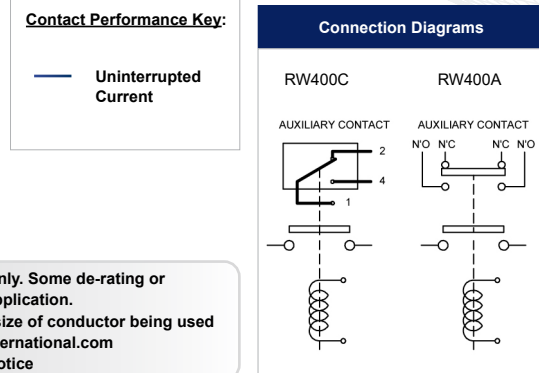 Contact Performance Key:
Uninterrupted
Current
Connection Diagrams
RW400C
RW400A
AUXILIARY CONTACT
AUXILIARY CONTACT
2
4
1
N'O N'C N'C N'O
nly. Some de-rating or
pplication.
size of conductor being used
ernational.com
otice